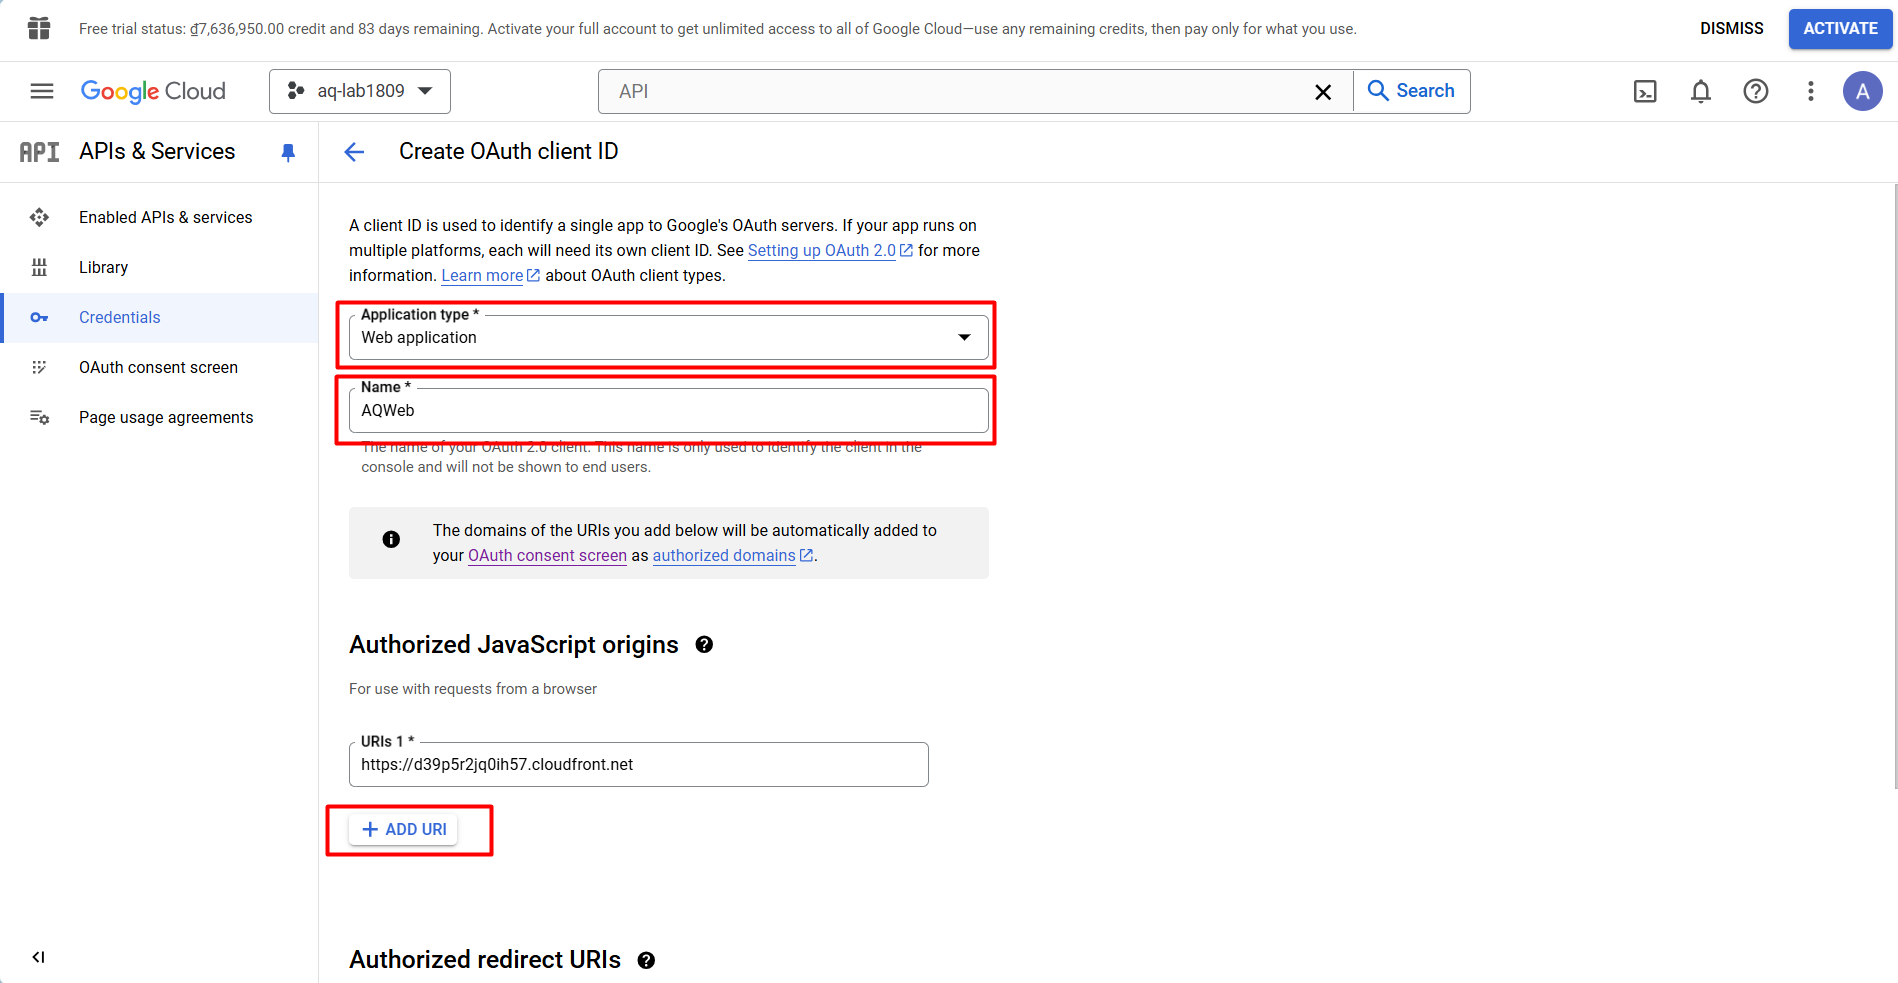 Free trial status: ₫7,636,950.00 credit and 83 days remaining. Activate your full account to get unlimited access to all of Google Cloud—use any remaining credits, then pay only for what you use.
DISMISS
ACTIVATE
Google Cloud
aq-lab1809
API
Search
A
API
APIs & Services
Create OAuth client ID
Enabled APIs & services
Library
Credentials
OAuth consent screen
Page usage agreements
A client ID is used to identify a single app to Google's OAuth servers. If your app runs on
multiple platforms, each will need its own client ID. See Setting up OAuth 2.0 for more
information. Learn more about OAuth client types.
Application type *
Web application
Name *
AQWeb
The name of your OAuth 2.0 client. This name is only used to identify the client in the
console and will not be shown to end users.
The domains of the URIs you add below will be automatically added to
your OAuth consent screen as authorized domains.
Authorized JavaScript origins
For use with requests from a browser
URIs 1 *
https://d39p5r2jq0ih57.cloudfront.net
+ ADD URI
Authorized redirect URIs